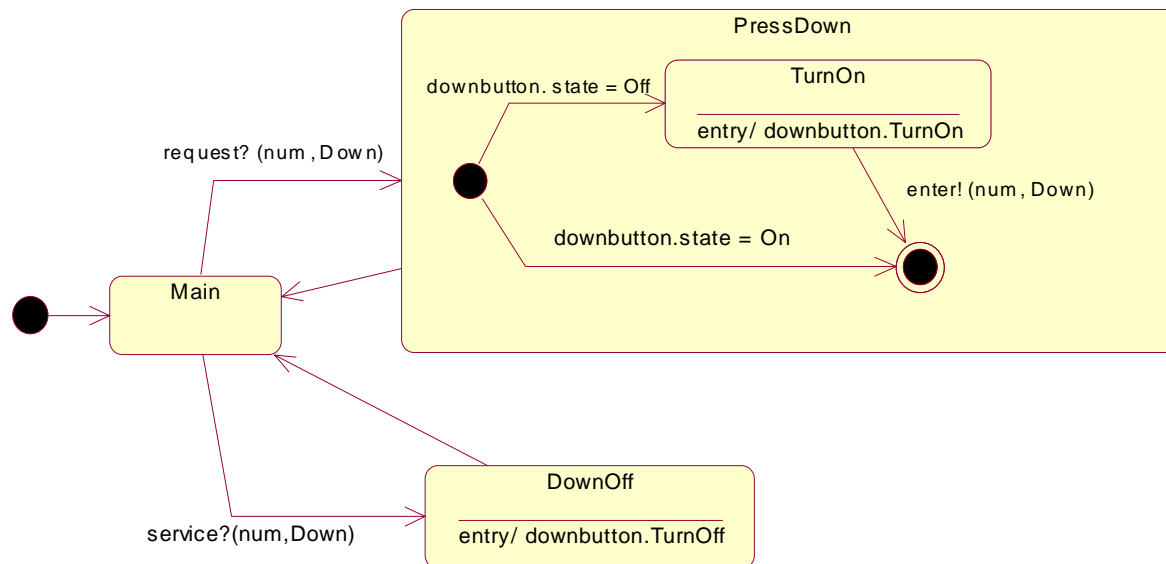 PressDown
TurnOn
downbutton. state = Off
entry/ downbutton.TurnOn
request? (num , Down)
enter! (num , Down)
downbutton.state = On
Main
DownOff
service?(num,Down)
entry/ downbutton.TurnOff